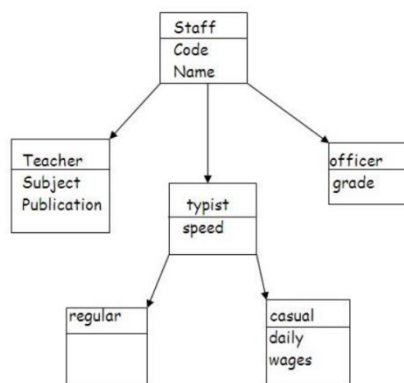 Staff
Code
Name
Teacher
Subject
Publication
officer
grade
typist
speed
regular
casual
daily
wages